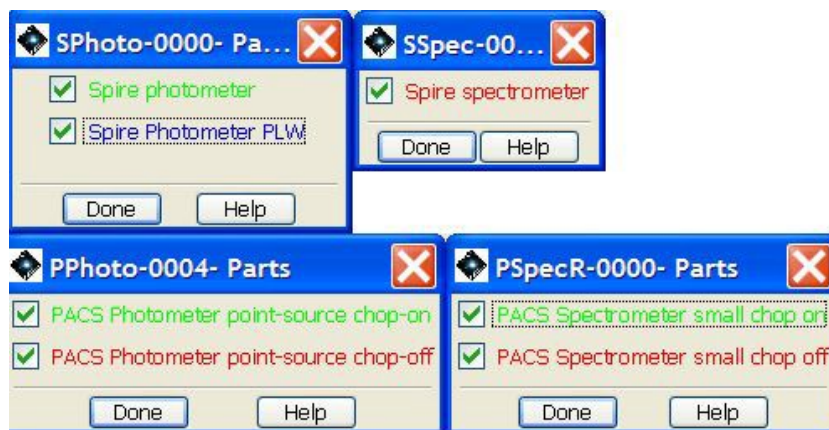 SPhoto-0000- Pa...
Spire photometer
Spire Photometer PLW
Done Help
SSpec-00...
Spire spectrometer
Done Help
PPhoto-0004- Parts
PACS Photometer point-source chop-on
PACS Photometer point-source chop-off
Done Help
PSpecR-0000- Parts
PACS Spectrometer small chop on
PACS Spectrometer small chop off
Done Help